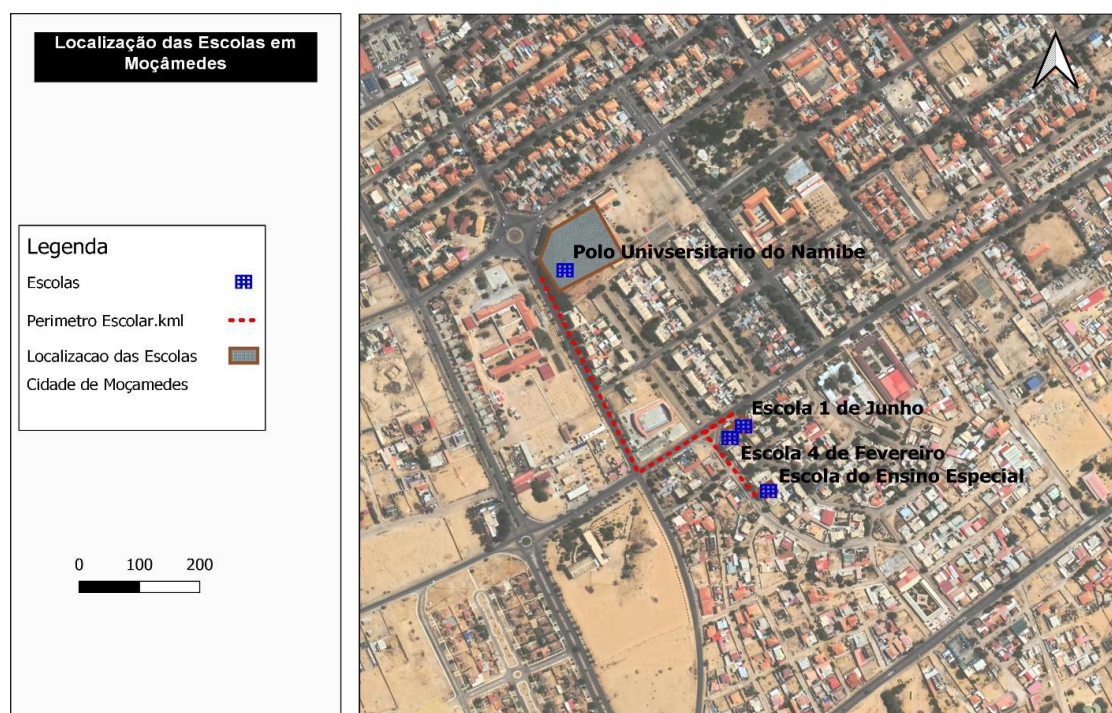 Localização das Escolas em
Moçâmedes
Legenda
Escolas
Perimetro Escolar.kml
Localizacao das Escolas
Cidade de Moçamedes
0 100 200
Polo Univsersitario do Namibe
Escola 1 de Junho
Escola 4 de Fevereiro
Escola do Ensino Especial